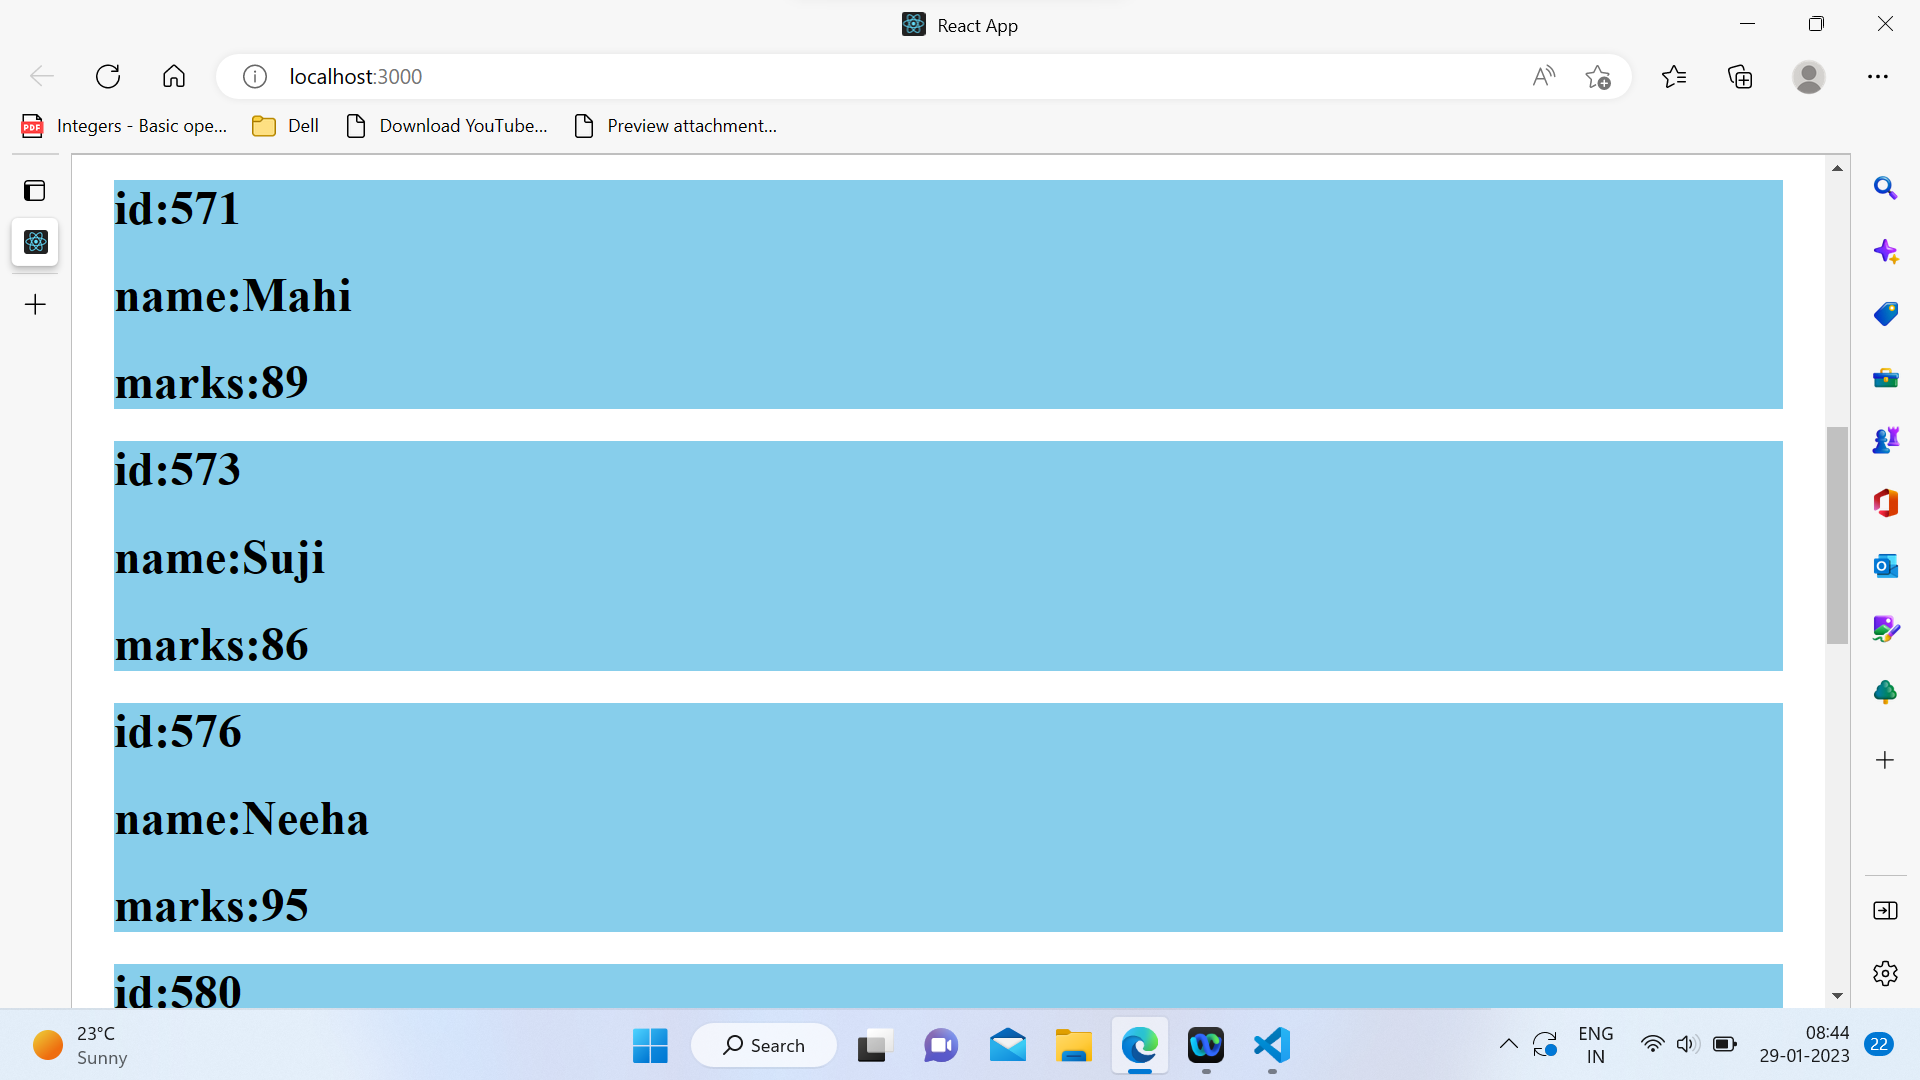 React App
localhost:3000
Integers - Basic ope...
Dell
Download YouTube...
Preview attachment...
id:571
name:Mahi
marks:89
id:573
name:Suji
marks:86
id:576
name:Neeha
marks:95
id:580
23°C
Sunny
Search
ENG
IN
08:44
29-01-2023
22